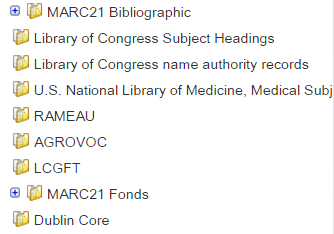 MARC21 Bibliographic
Library of Congress Subject Headings
Library of Congress name authority records
U.S. National Library of Medicine, Medical Subj
RAMEAU
AGROVOC
LCGFT
MARC21 Fonds
Dublin Core